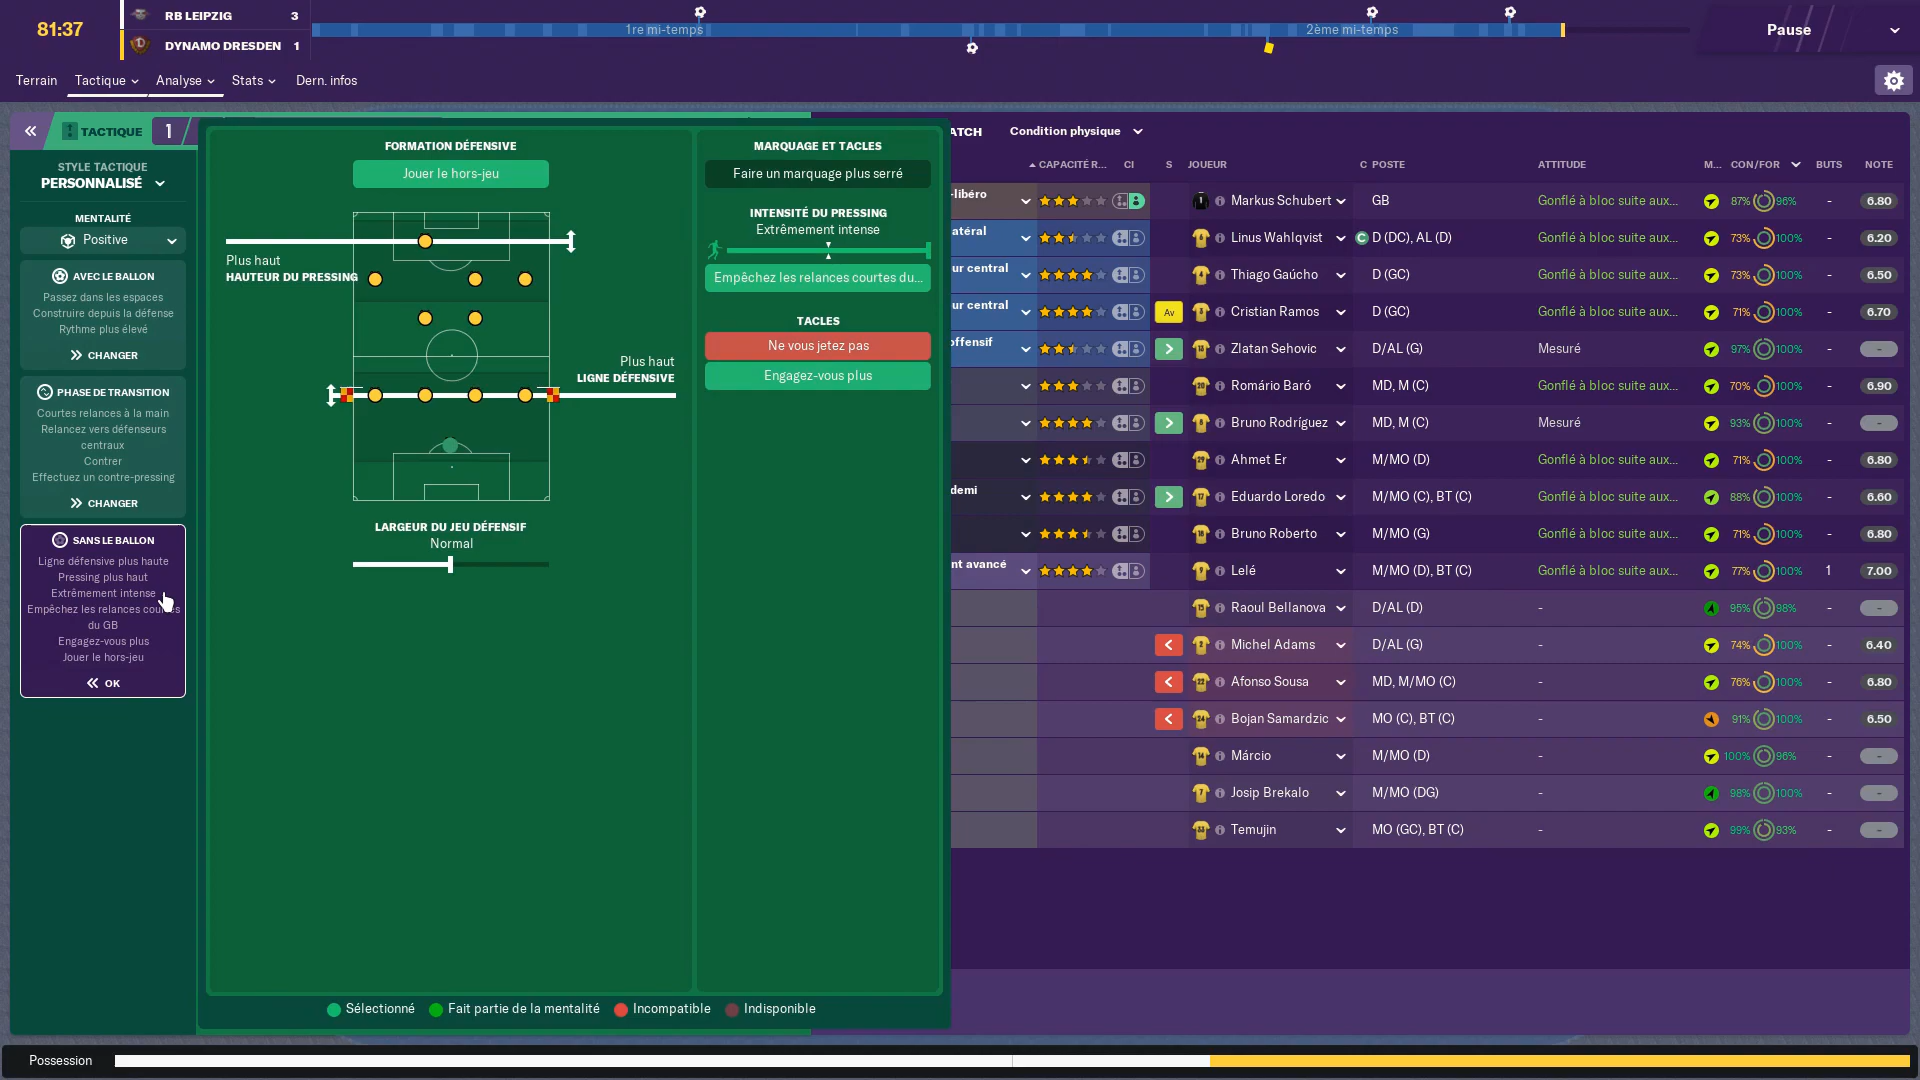 81:37
RB LEIPZIG 3
DYNAMO DRESDEN 1
1re mi-temps
2ème mi-temps
Pause
Terrain Tactique Analyse Stats Dern. infos
TACTIQUE 1
STYLE TACTIQUE
PERSONNALISÉ
MENTALITÉ
Positive
AVEC LE BALLON
Passez dans les espaces
Construire depuis la défense
Rythme plus élevé
CHANGER
PHASE DE TRANSITION
Courtes relances à la main
Relancez vers défenseurs
centraux
Contrer
Effectuez un contre-pressing
CHANGER
SANS LE BALLON
Ligne défensive plus haute
Pressing plus haut
Extrêmement intense
Empêchez les relances courtes
du GB
Engagez-vous plus
Jouer le hors-jeu
OK
FORMATION DÉFENSIVE
Jouer le hors-jeu
Plus haut
HAUTEUR DU PRESSING
Plus haut
LIGNE DÉFENSIVE
LARGEUR DU JEU DÉFENSIF
Normal
MARQUAGE ET TACLES
Faire un marquage plus serré
INTENSITÉ DU PRESSING
Extrêmement intense
Empêchez les relances courtes du...
TACLES
Ne vous jetez pas
Engagez-vous plus
Sélectionné Fait partie de la mentalité Incompatible Indisponible
ATCH Condition physique
CAPACITÉ R... CI S JOUEUR C POSTE ATTITUDE M... CON/FOR BUTS NOTE
-libéro Markus Schubert GB Gonflé à bloc suite aux... 87% 96% - 6.80
atéral Linus Wahlqvist C D (DC), AL (D) Gonflé à bloc suite aux... 73% 100% - 6.20
ur central Thiago Gaúcho D (GC) Gonflé à bloc suite aux... 73% 100% - 6.50
ur central Av Cristian Ramos D (GC) Gonflé à bloc suite aux... 71% 100% - 6.70
offensif Zlatan Sehovic D/AL (G) Mesuré 97% 100% - -
Romário Baró MD, M (C) Gonflé à bloc suite aux... 70% 100% - 6.90
Bruno Rodríguez MD, M (C) Mesuré 93% 100% - -
Ahmet Er M/MO (D) Gonflé à bloc suite aux... 71% 100% - 6.80
demi Eduardo Loredo M/MO (C), BT (C) Gonflé à bloc suite aux... 88% 100% - 6.60
Bruno Roberto M/MO (G) Gonflé à bloc suite aux... 71% 100% - 6.80
nt avancé Lelé M/MO (D), BT (C) Gonflé à bloc suite aux... 77% 100% 1 7.00
Raoul Bellanova D/AL (D) - 95% 98% - -
Michel Adams D/AL (G) - 74% 100% - 6.40
Afonso Sousa MD, M/MO (C) - 76% 100% - 6.80
Bojan Samardzic MO (C), BT (C) - 91% 100% - 6.50
Márcio M/MO (D) - 100% 96% - -
Josip Brekalo M/MO (DG) - 98% 100% - -
Temujin MO (GC), BT (C) - 99% 93% - -
Possession